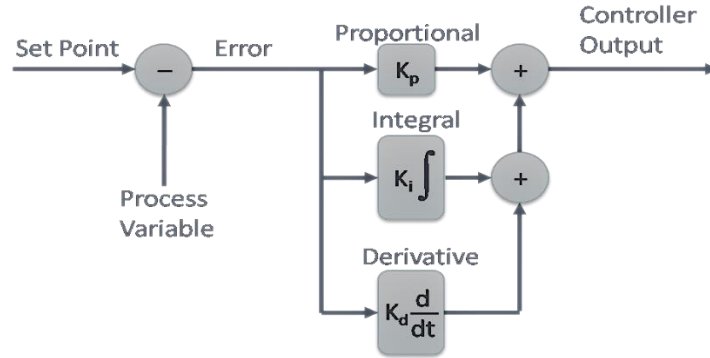 Set Point
−
Error
Proportional
Kp
+
Controller
Output
Integral
Ki ∫
+
Process
Variable
Derivative
Kd d/dt